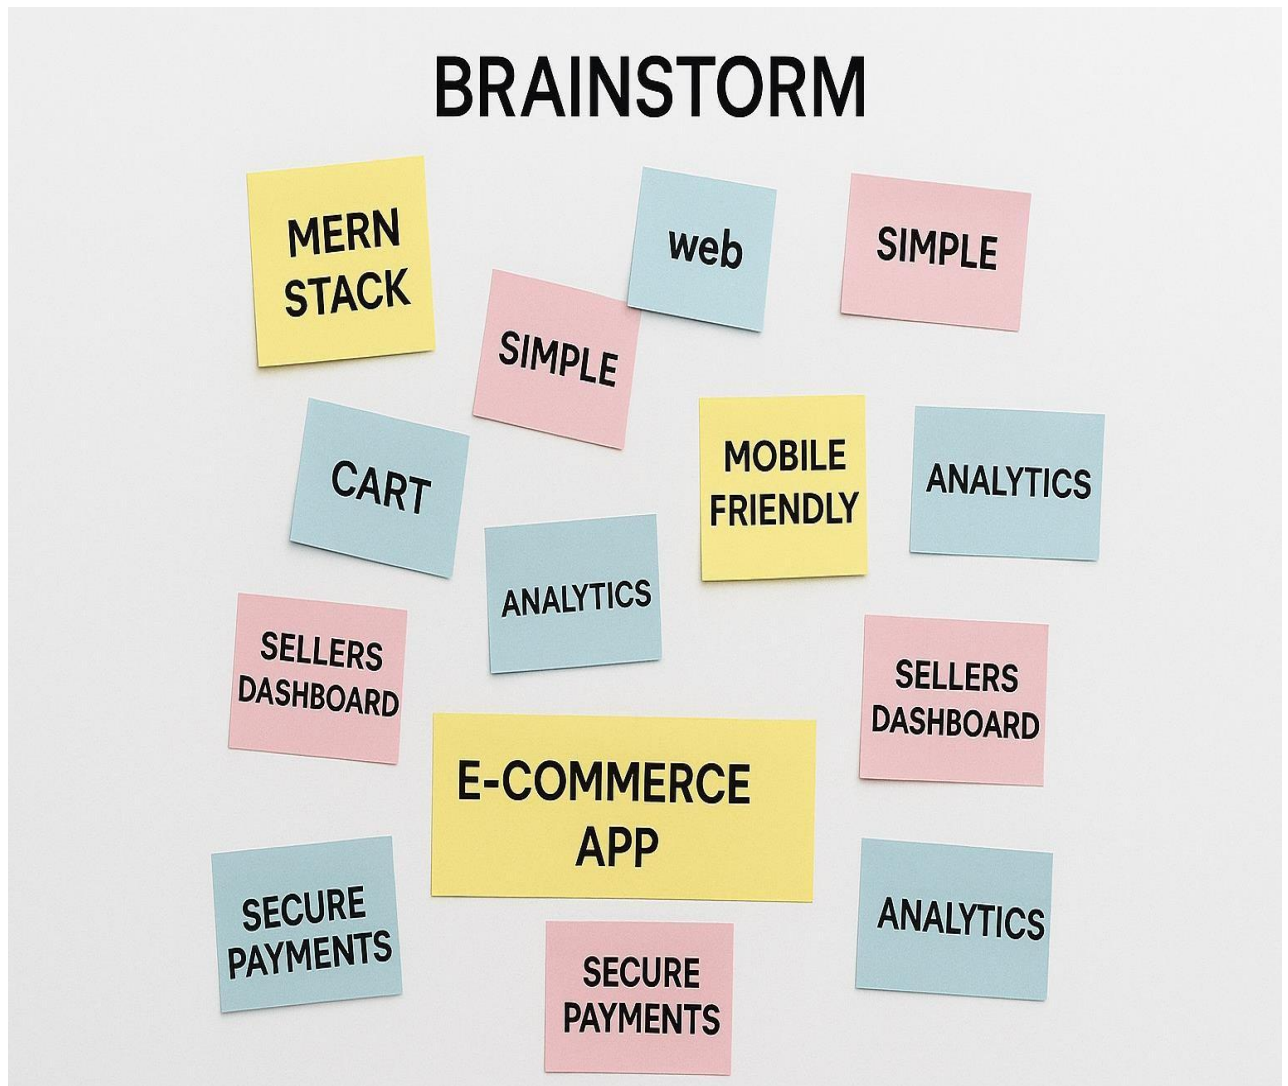 BRAINSTORM
MERN
STACK
web
SIMPLE
SIMPLE
CART
MOBILE
FRIENDLY
ANALYTICS
ANALYTICS
SELLERS
DASHBOARD
SELLERS
DASHBOARD
E-COMMERCE
APP
SECURE
PAYMENTS
ANALYTICS
SECURE
PAYMENTS